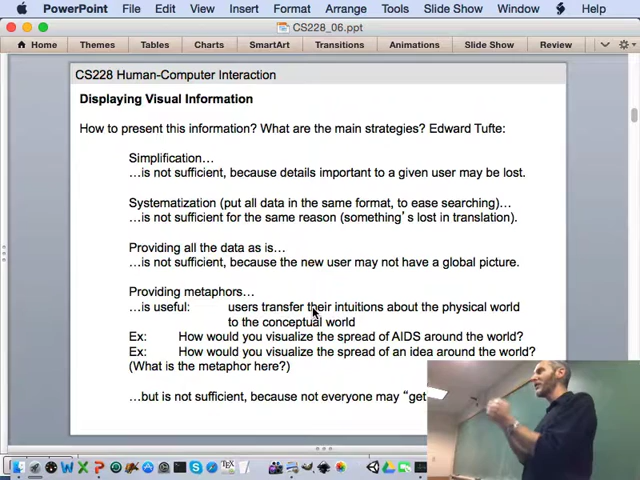 PowerPoint File Edit View Insert Format Arrange Tools Slide Show Window Help
CS228_06.ppt
Home Themes Tables Charts SmartArt Transitions Animations Slide Show Review
CS228 Human-Computer Interaction
Displaying Visual Information
How to present this information? What are the main strategies? Edward Tufte:
Simplification…
…is not sufficient, because details important to a given user may be lost.
Systematization (put all data in the same format, to ease searching)…
…is not sufficient for the same reason (something’s lost in translation).
Providing all the data as is…
…is not sufficient, because the new user may not have a global picture.
Providing metaphors…
…is useful: users transfer their intuitions about the physical world
to the conceptual world
Ex: How would you visualize the spread of AIDS around the world?
Ex: How would you visualize the spread of an idea around the world?
(What is the metaphor here?)
…but is not sufficient, because not everyone may “get